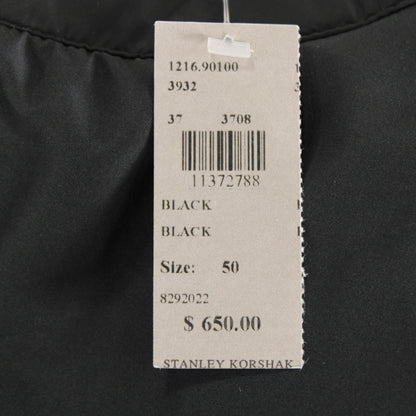 1216.90100
3932
37 3708
11372788
BLACK
BLACK
Size: 50
8292022
$ 650.00
STANLEY KORSHAK